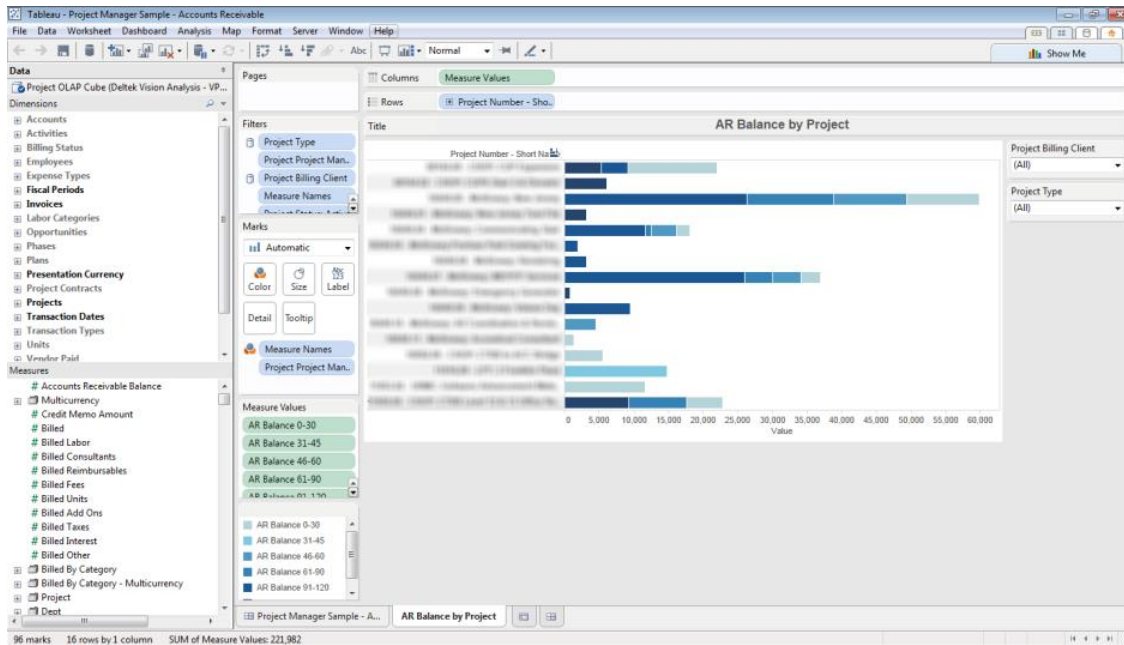 Tableau - Project Manager Sample - Accounts Receivable
File Data Worksheet Dashboard Analysis Map Format Server Window Help
Abc Normal Show Me
Data
Project OLAP Cube (Deltek Vision Analysis - VP...
Dimensions
Accounts
Activities
Billing Status
Employees
Expense Types
Fiscal Periods
Invoices
Labor Categories
Opportunities
Phases
Plans
Presentation Currency
Project Contracts
Projects
Transaction Dates
Transaction Types
Units
Vendor Paid
Measures
# Accounts Receivable Balance
Multicurrency
# Credit Memo Amount
# Billed
# Billed Labor
# Billed Consultants
# Billed Reimbursables
# Billed Fees
# Billed Units
# Billed Add Ons
# Billed Taxes
# Billed Interest
# Billed Other
Billed By Category
Billed By Category - Multicurrency
Project
Dept
Pages
Filters
Project Type
Project Project Man..
Project Billing Client
Measure Names
Marks
Automatic
Color Size Label
Detail Tooltip
Measure Names
Project Project Man..
Measure Values
AR Balance 0-30
AR Balance 31-45
AR Balance 46-60
AR Balance 61-90
AR Balance 91-120
AR Balance 0-30
AR Balance 31-45
AR Balance 46-60
AR Balance 61-90
AR Balance 91-120
Columns Measure Values
Rows Project Number - Sho..
Title AR Balance by Project
Project Number - Short Na
0 5,000 10,000 15,000 20,000 25,000 30,000 35,000 40,000 45,000 50,000 55,000 60,000
Value
Project Billing Client
(All)
Project Type
(All)
Project Manager Sample - A... AR Balance by Project
96 marks 16 rows by 1 column SUM of Measure Values: 221,982